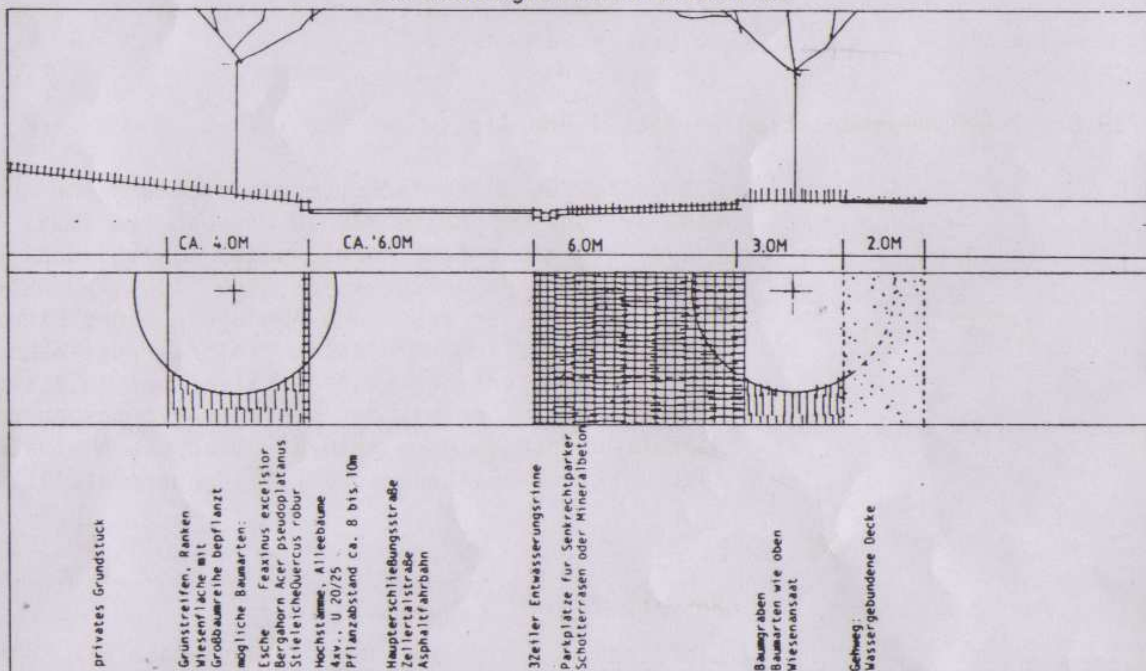 CA. 4.0M
CA. 6.0M
6.0M
3.0M
2.0M
privates Grundstück
Grünstreifen, Ranken
Wiesenfläche mit
Großbaumreihe bepflanzt
mögliche Baumarten:
Esche Feaxinus excelsior
Bergahorn Acer pseudoplatanus
StieleicheQuercus robur
Hochstämme, Alleebäume
4xv., U 20/25
Pflanzabstand ca. 8 bis 10m
Haupterschließungsstraße
Zellertalstraße
Asphaltfahrbahn
3Zeiler Entwässerungsrinne
Parkplätze für Senkrechtparker
Schotterrasen oder Mineralbeton
Baumgraben
Baumarten wie oben
Wiesenansaat
Gehweg:
Wassergebundene Decke